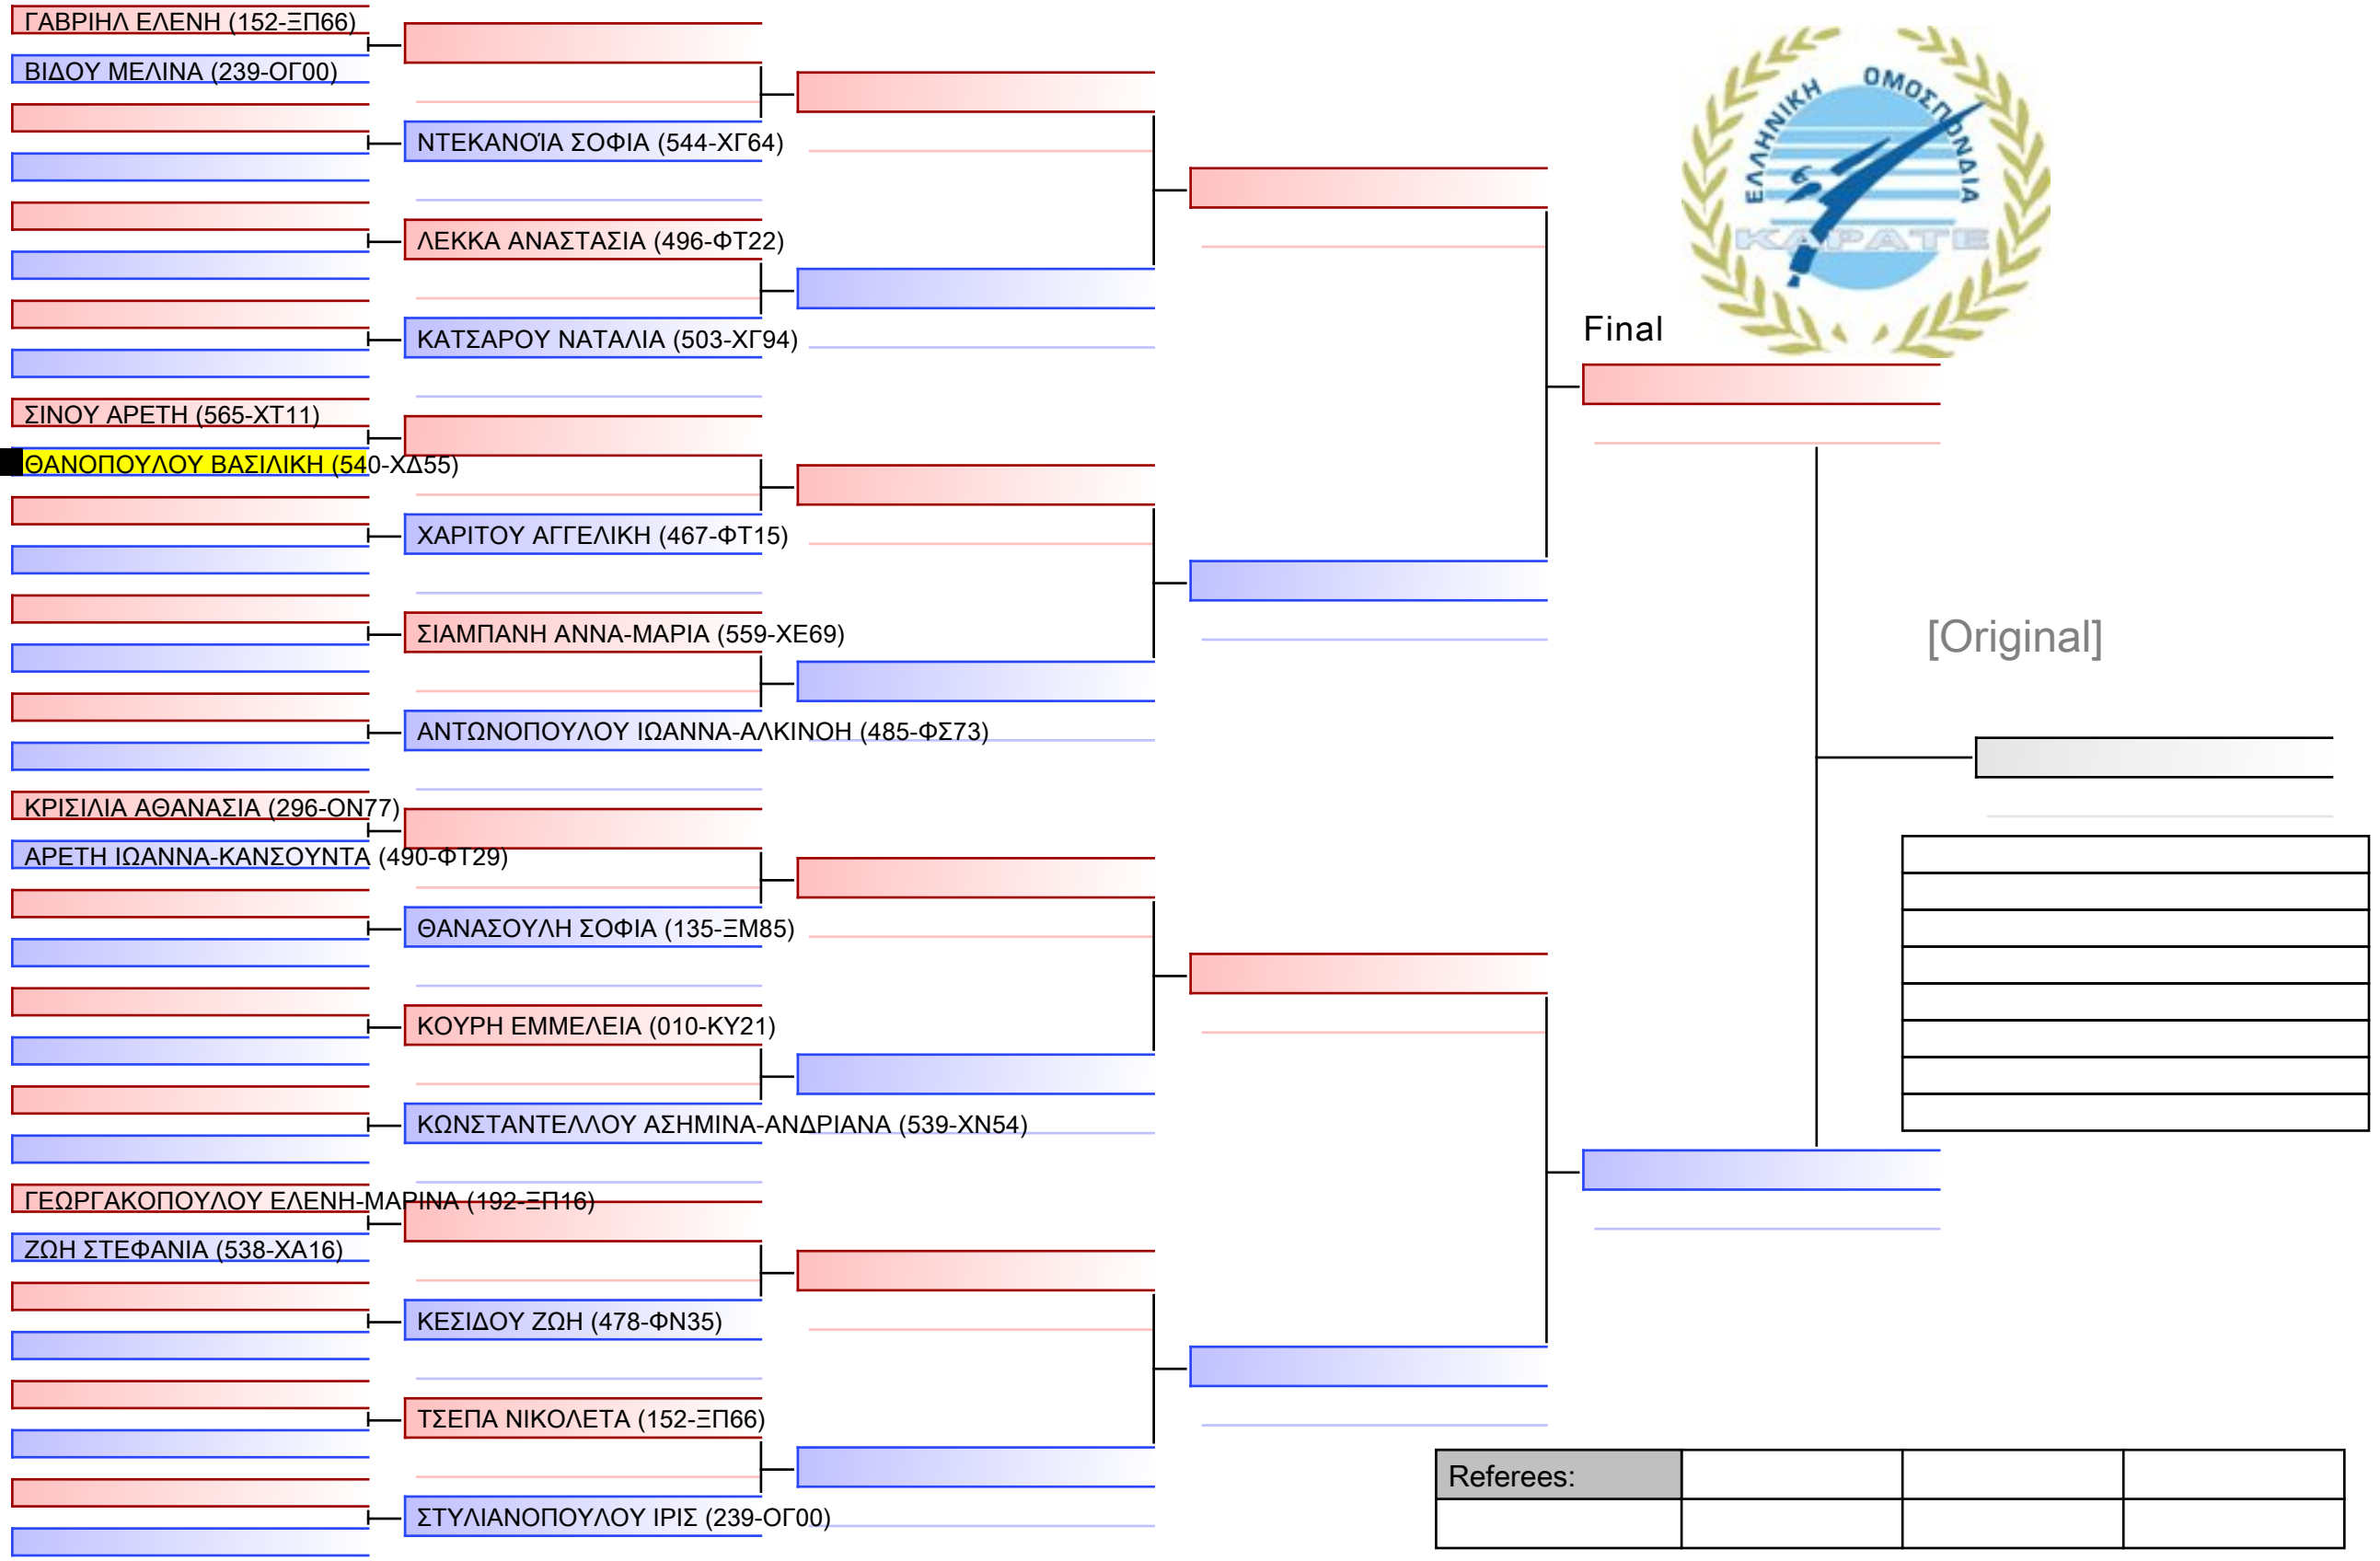 ΓΑΒΡΙΗΛ ΕΛΕΝΗ (152-ΞΠ66)
ΒΙΔΟΥ ΜΕΛΙΝΑ (239-ΟΓ00)
ΝΤΕΚΑΝΟΪΑ ΣΟΦΙΑ (544-ΧΓ64)
ΛΕΚΚΑ ΑΝΑΣΤΑΣΙΑ (496-ΦΤ22)
ΚΑΤΣΑΡΟΥ ΝΑΤΑΛΙΑ (503-ΧΓ94)
ΣΙΝΟΥ ΑΡΕΤΗ (565-ΧΤ11)
ΘΑΝΟΠΟΥΛΟΥ ΒΑΣΙΛΙΚΗ (540-ΧΔ55)
ΧΑΡΙΤΟΥ ΑΓΓΕΛΙΚΗ (467-ΦΤ15)
ΣΙΑΜΠΑΝΗ ΑΝΝΑ-ΜΑΡΙΑ (559-ΧΕ69)
ΑΝΤΩΝΟΠΟΥΛΟΥ ΙΩΑΝΝΑ-ΑΛΚΙΝΟΗ (485-ΦΣ73)
ΚΡΙΣΙΛΙΑ ΑΘΑΝΑΣΙΑ (296-ΟΝ77)
ΑΡΕΤΗ ΙΩΑΝΝΑ-ΚΑΝΣΟΥΝΤΑ (490-ΦΤ29)
ΘΑΝΑΣΟΥΛΗ ΣΟΦΙΑ (135-ΞΜ85)
ΚΟΥΡΗ ΕΜΜΕΛΕΙΑ (010-ΚΥ21)
ΚΩΝΣΤΑΝΤΕΛΛΟΥ ΑΣΗΜΙΝΑ-ΑΝΔΡΙΑΝΑ (539-ΧΝ54)
ΓΕΩΡΓΑΚΟΠΟΥΛΟΥ ΕΛΕΝΗ-ΜΑΡΙΝΑ (192-ΞΠ16)
ΖΩΗ ΣΤΕΦΑΝΙΑ (538-ΧΑ16)
ΚΕΣΙΔΟΥ ΖΩΗ (478-ΦΝ35)
ΤΣΕΠΑ ΝΙΚΟΛΕΤΑ (152-ΞΠ66)
ΣΤΥΛΙΑΝΟΠΟΥΛΟΥ ΙΡΙΣ (239-ΟΓ00)
ΕΛΛΗΝΙΚΗ ΟΜΟΣΠΟΝΔΙΑ
ΚΑΡΑΤΕ
Final
[Original]
Referees: